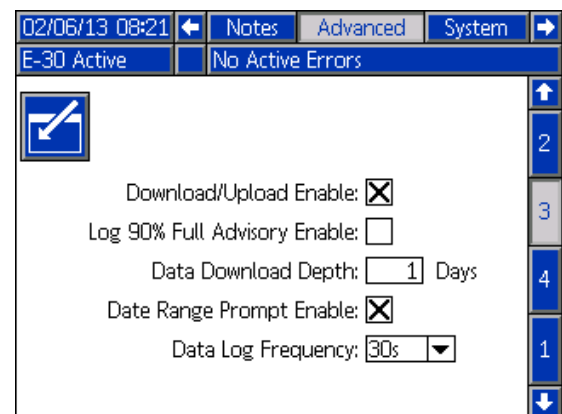 02/06/13 08:21 Notes Advanced System
E-30 Active No Active Errors
2
Download/Upload Enable:
3
Log 90% Full Advisory Enable:
Data Download Depth: 1 Days
4
Date Range Prompt Enable:
Data Log Frequency: 30s
1